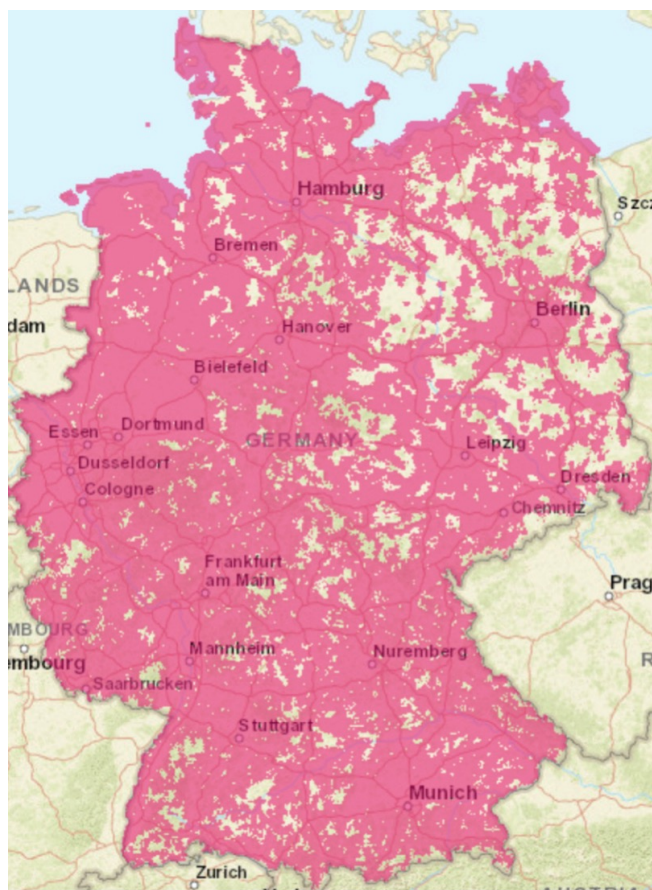 Hamburg
Szcz
Bremen
LANDS
dam
Hanover
Berlin
Bielefeld
Essen
Dortmund
GERMANY
Leipzig
Dusseldorf
Dresden
Cologne
Chemnitz
Frankfurt
am Main
Prag
MBOURG
embourg
Mannheim
Nuremberg
R
Saarbrucken
Stuttgart
Munich
Zurich